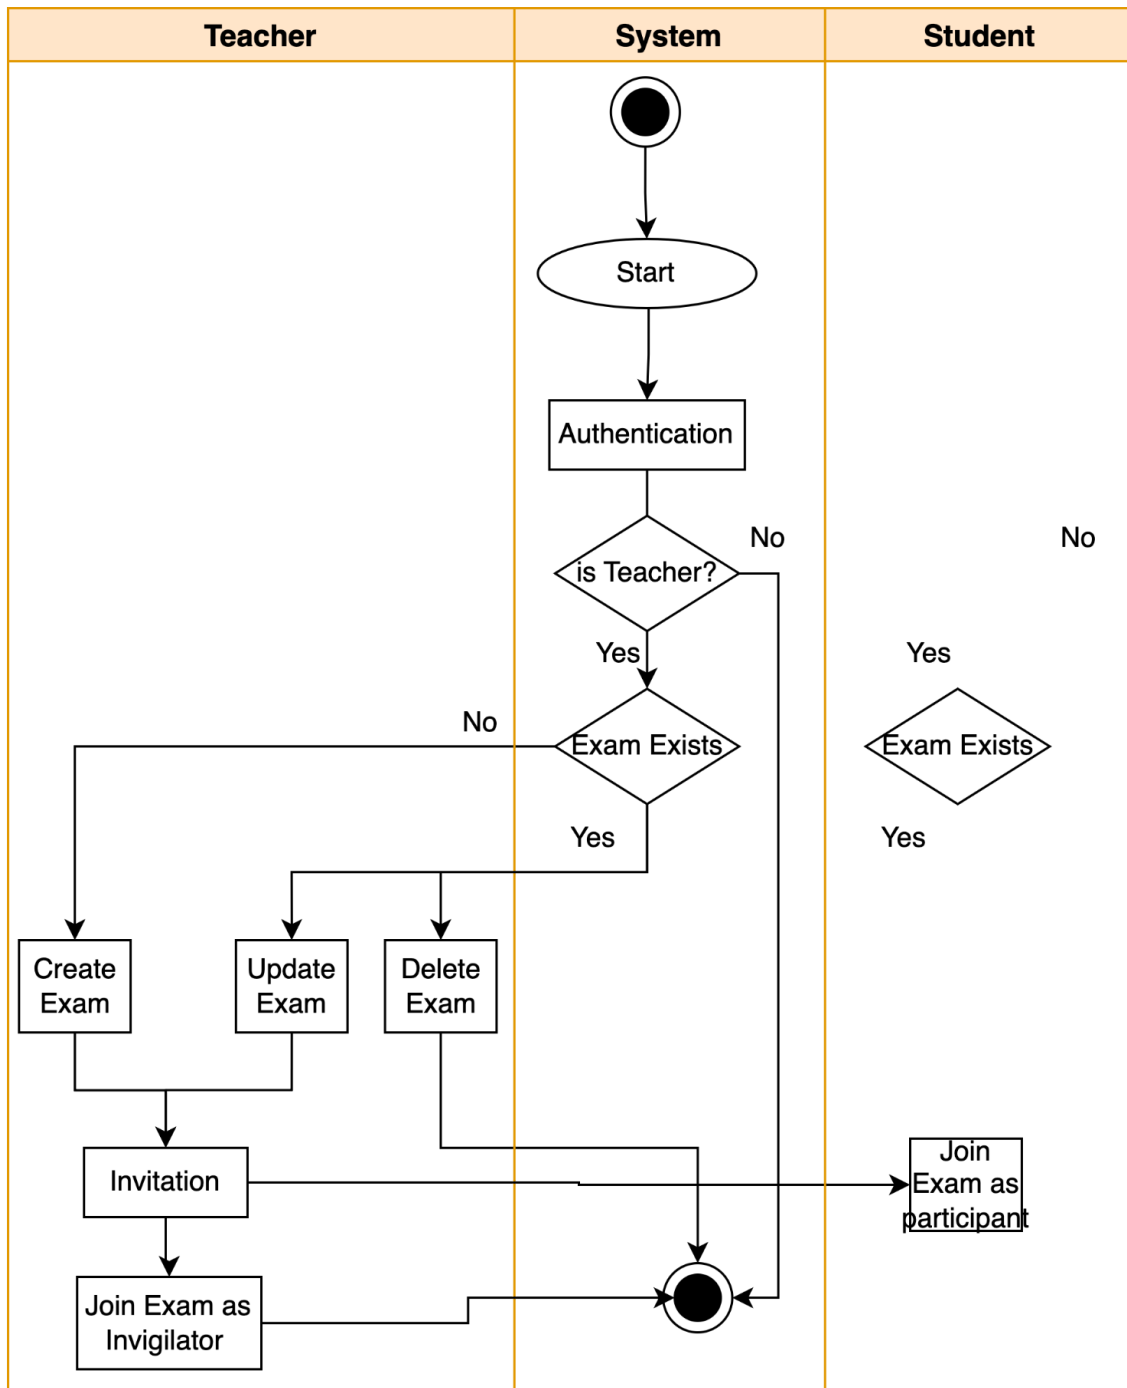 Teacher
System
Student
Start
Authentication
No
No
is Teacher?
Yes
Yes
No
Exam Exists
Exam Exists
Yes
Yes
Create
Exam
Update
Exam
Delete
Exam
Invitation
Join
Exam as
participant
Join Exam as
Invigilator